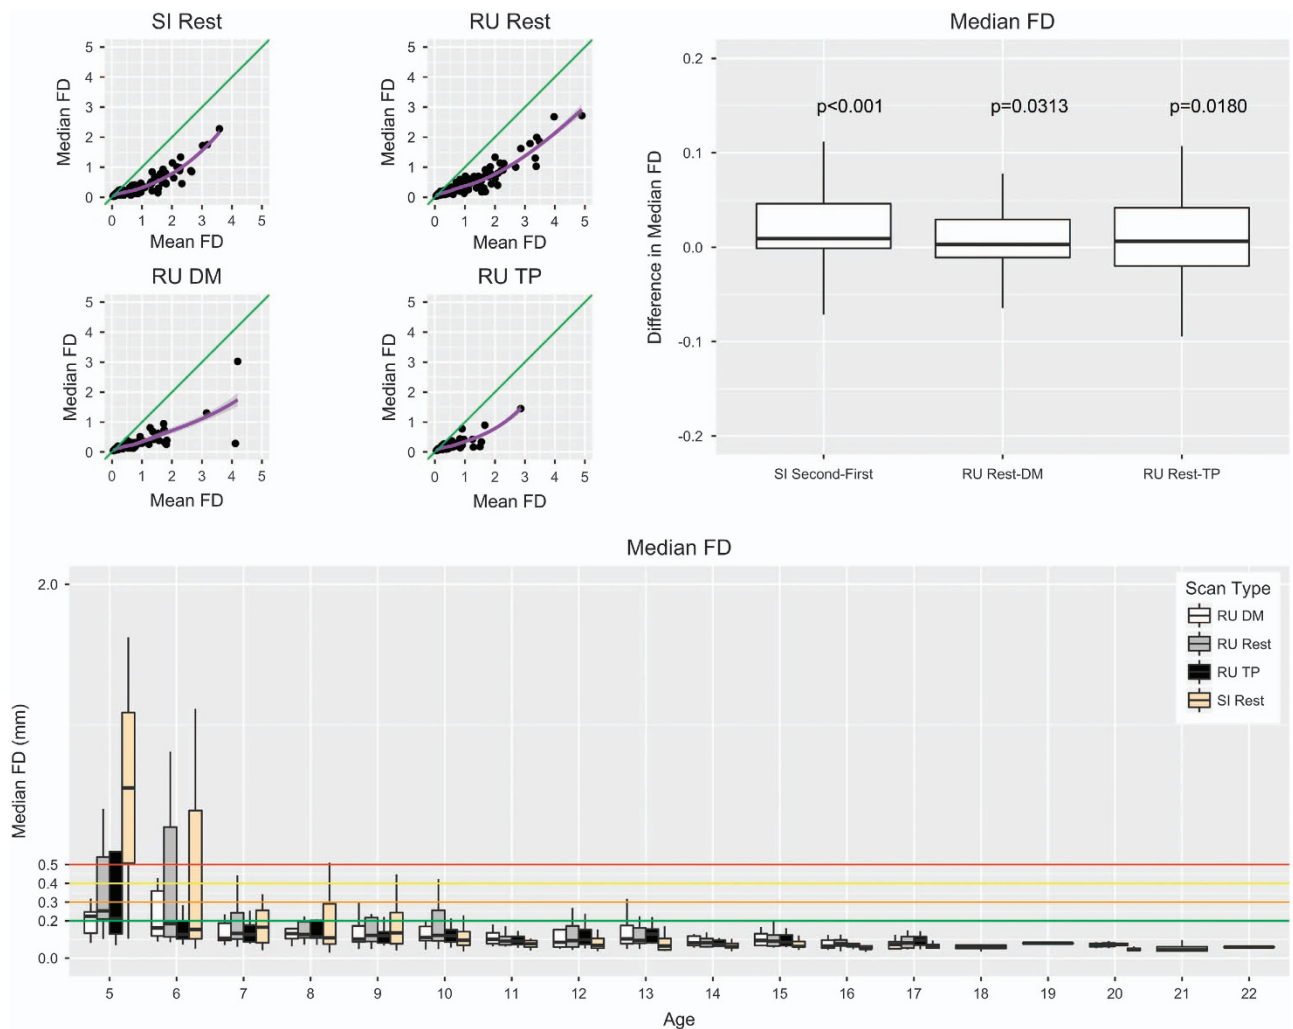 SI Rest
5
4
3
2
1
0
Median FD
0 1 2 3 4 5
Mean FD
RU Rest
5
4
3
2
1
0
Median FD
0 1 2 3 4 5
Mean FD
RU DM
5
4
3
2
1
0
Median FD
0 1 2 3 4 5
Mean FD
RU TP
5
4
3
2
1
0
Median FD
0 1 2 3 4 5
Mean FD
Median FD
0.2
0.1
0.0
-0.1
-0.2
Difference in Median FD
p<0.001 p=0.0313 p=0.0180
SI Second-First RU Rest-DM RU Rest-TP
Median FD
2.0
0.5
0.4
0.3
0.2
0.0
Median FD (mm)
Scan Type
RU DM
RU Rest
RU TP
SI Rest
5 6 7 8 9 10 11 12 13 14 15 16 17 18 19 20 21 22
Age